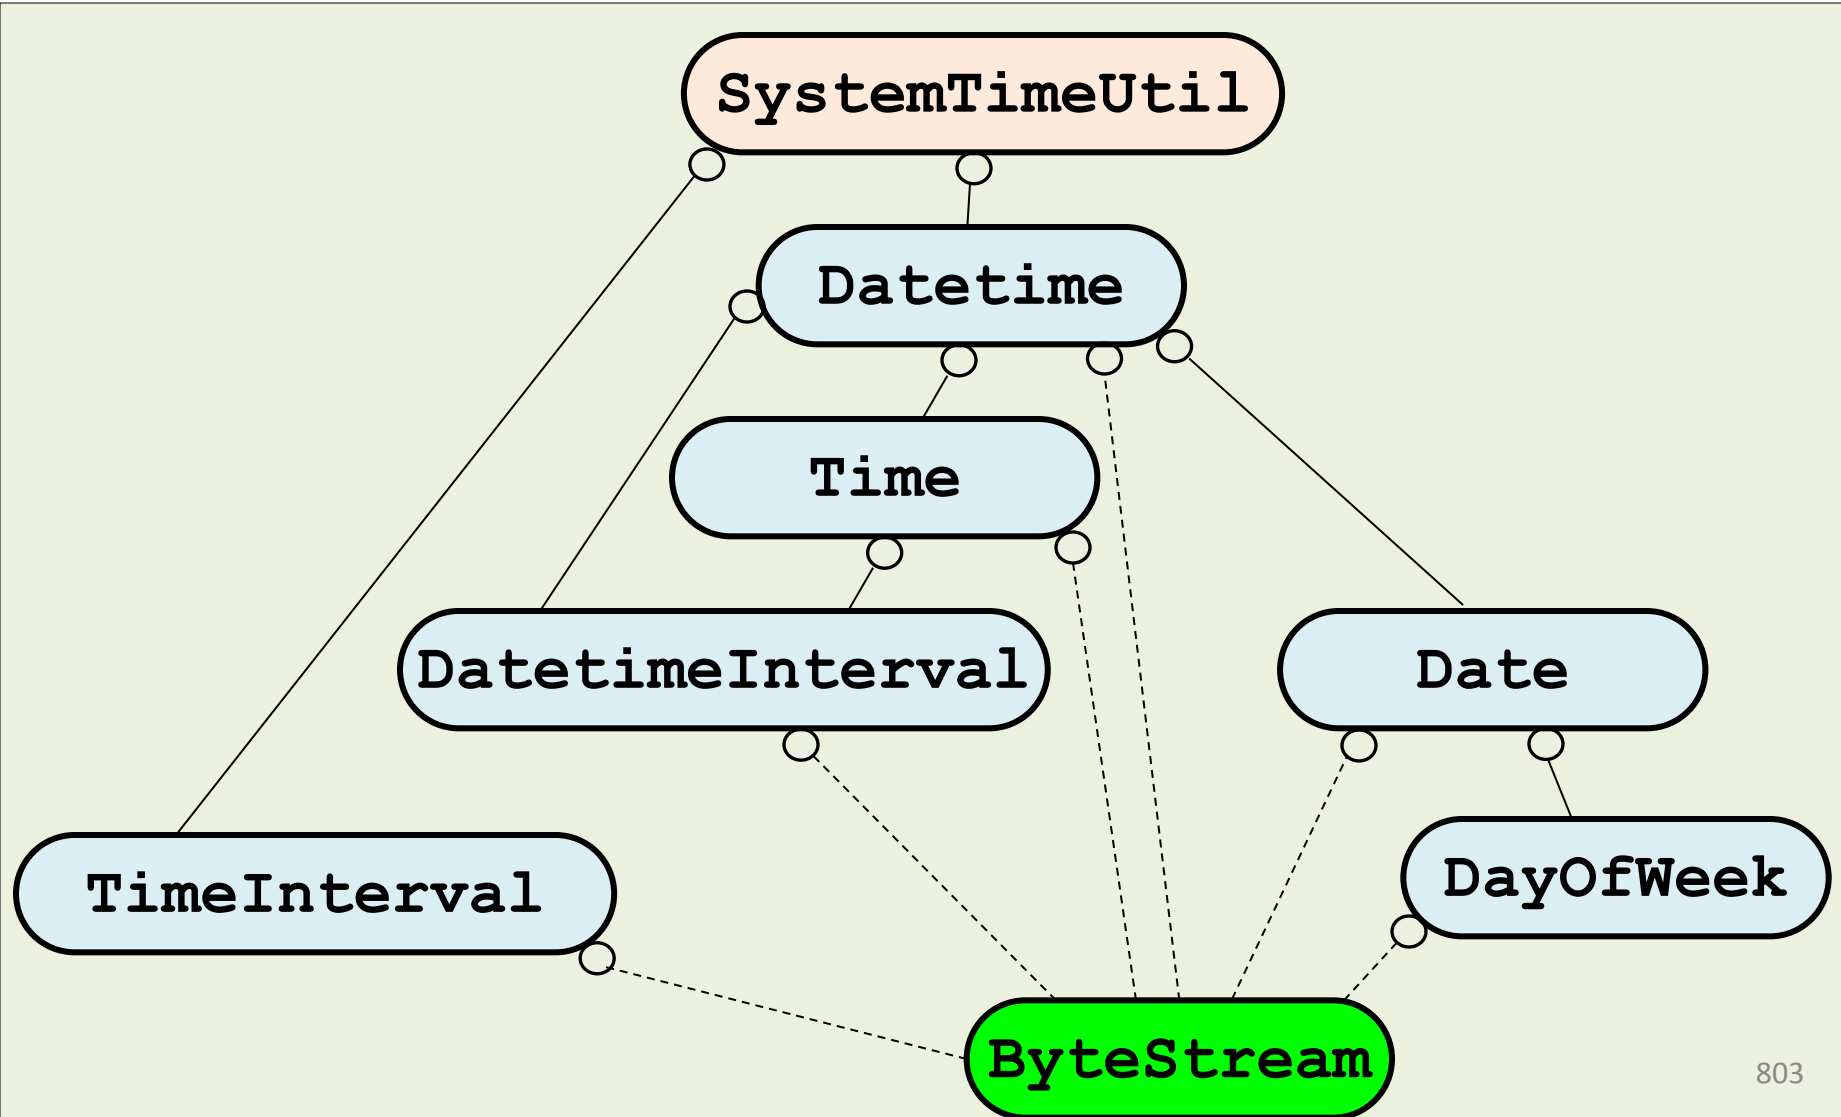 SystemTimeUtil
Datetime
Time
DatetimeInterval
Date
TimeInterval
DayOfWeek
ByteStream
803